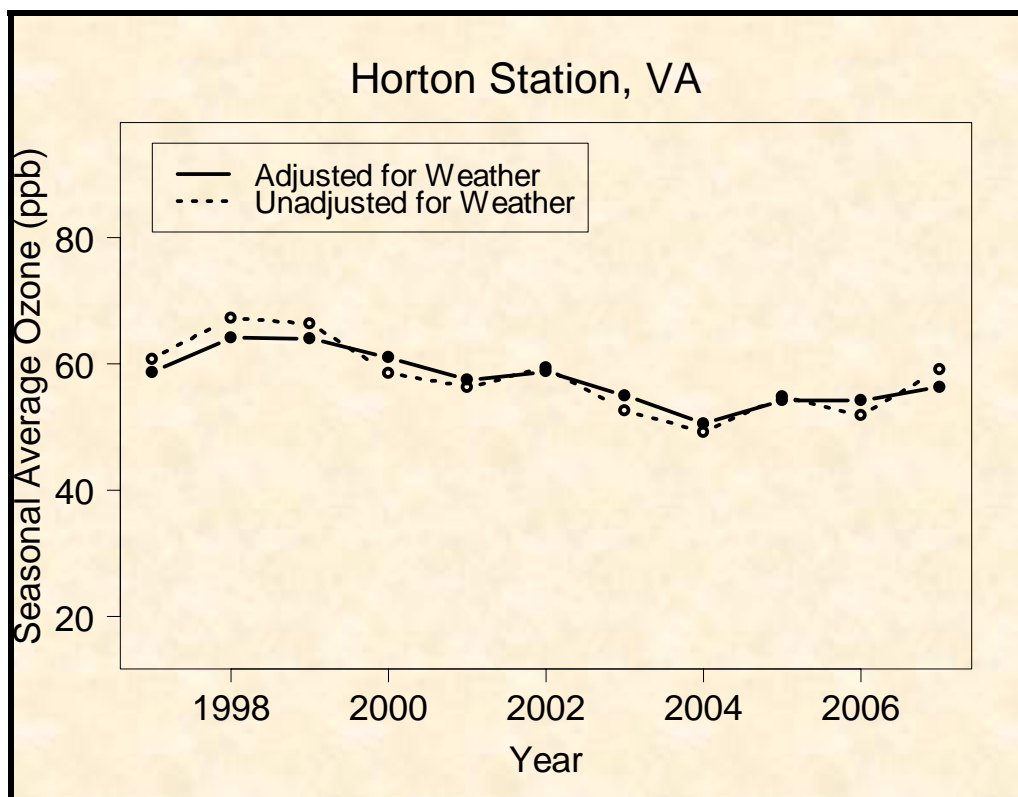 Horton Station, VA
Adjusted for Weather
Unadjusted for Weather
Seasonal Average Ozone (ppb)
80
60
40
20
1998 2000 2002 2004 2006
Year